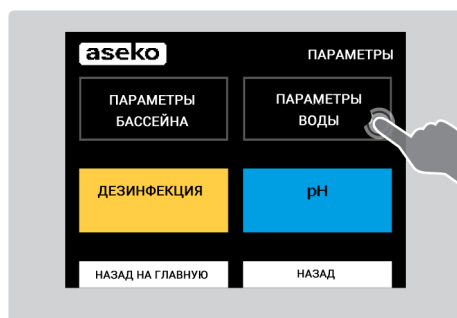 aseko
ПАРАМЕТРЫ
ПАРАМЕТРЫ
БАССЕЙНА
ПАРАМЕТРЫ
ВОДЫ
ДЕЗИНФЕКЦИЯ
pH
НАЗАД НА ГЛАВНУЮ
НАЗАД